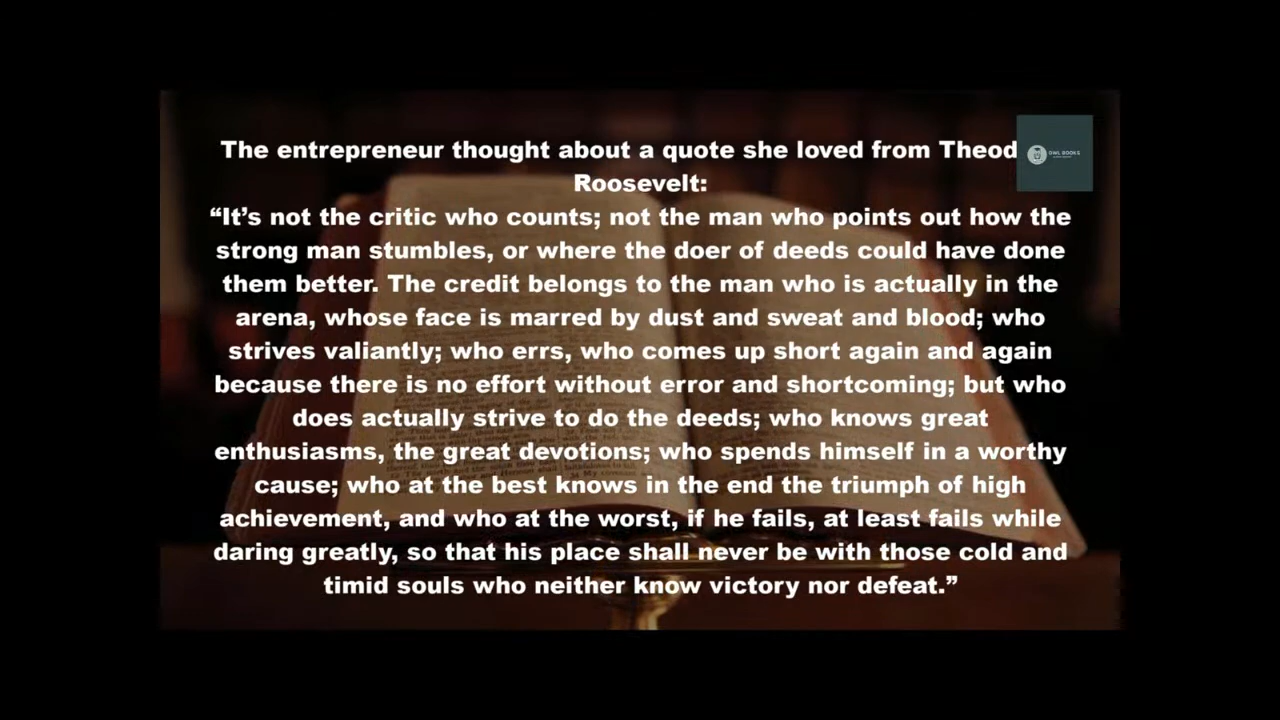 The entrepreneur thought about a quote she loved from Theod
Roosevelt:
“It’s not the critic who counts; not the man who points out how the
strong man stumbles, or where the doer of deeds could have done
them better. The credit belongs to the man who is actually in the
arena, whose face is marred by dust and sweat and blood; who
strives valiantly; who errs, who comes up short again and again
because there is no effort without error and shortcoming; but who
does actually strive to do the deeds; who knows great
enthusiasms, the great devotions; who spends himself in a worthy
cause; who at the best knows in the end the triumph of high
achievement, and who at the worst, if he fails, at least fails while
daring greatly, so that his place shall never be with those cold and
timid souls who neither know victory nor defeat.”
OWL BOOKS